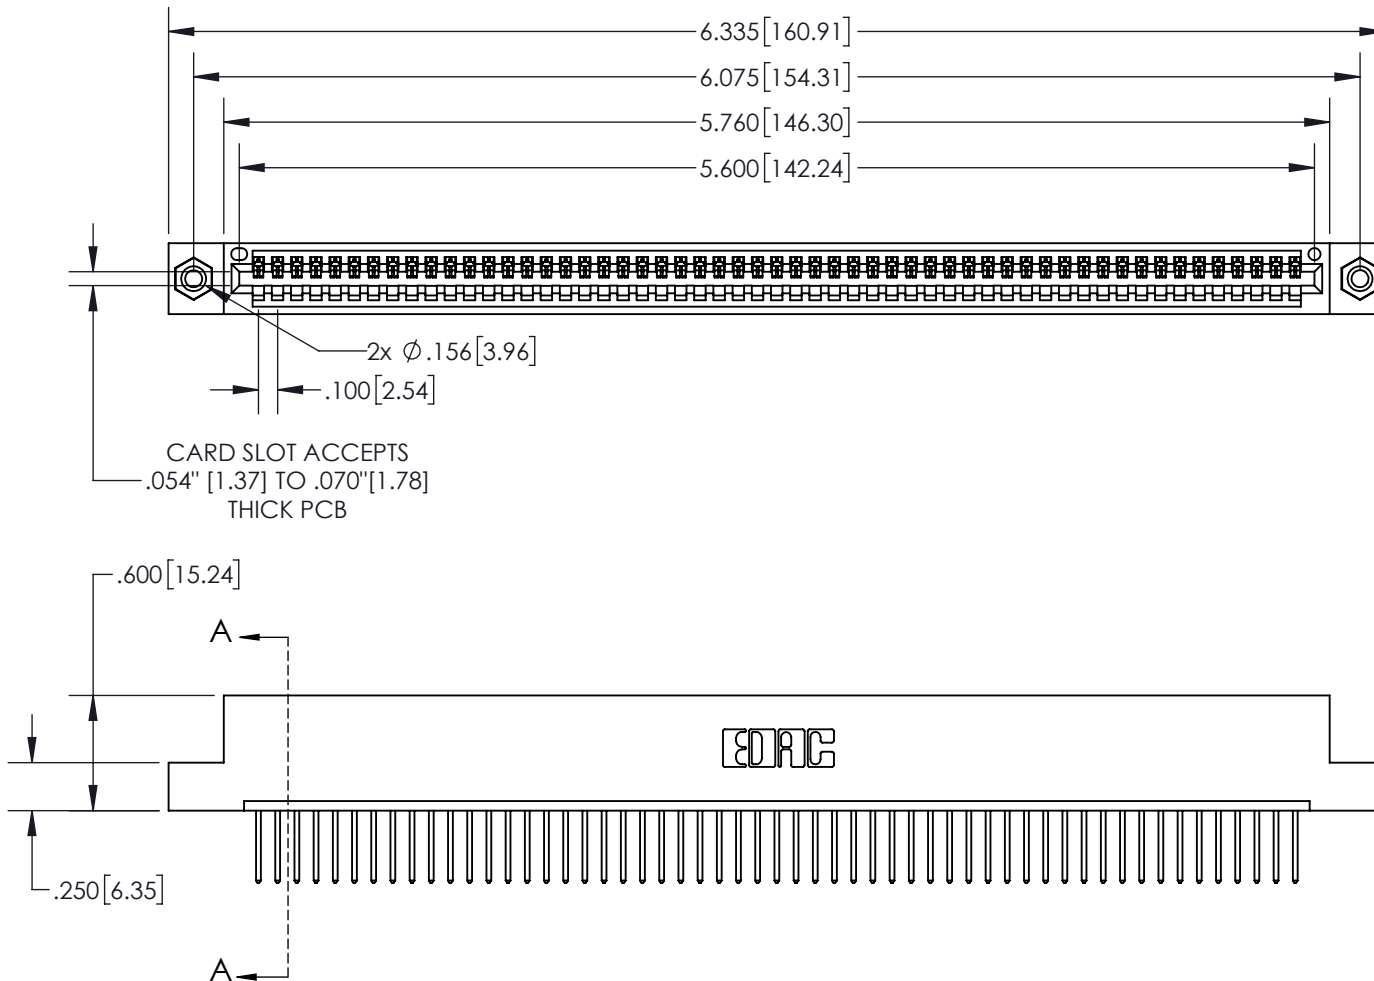 6.335[160.91]
6.075[154.31]
5.760[146.30]
5.600[142.24]
2x Ø.156[3.96]
.100[2.54]
CARD SLOT ACCEPTS
.054" [1.37] TO .070"[1.78]
THICK PCB
.600[15.24]
A
EDAC
.250[6.35]
A